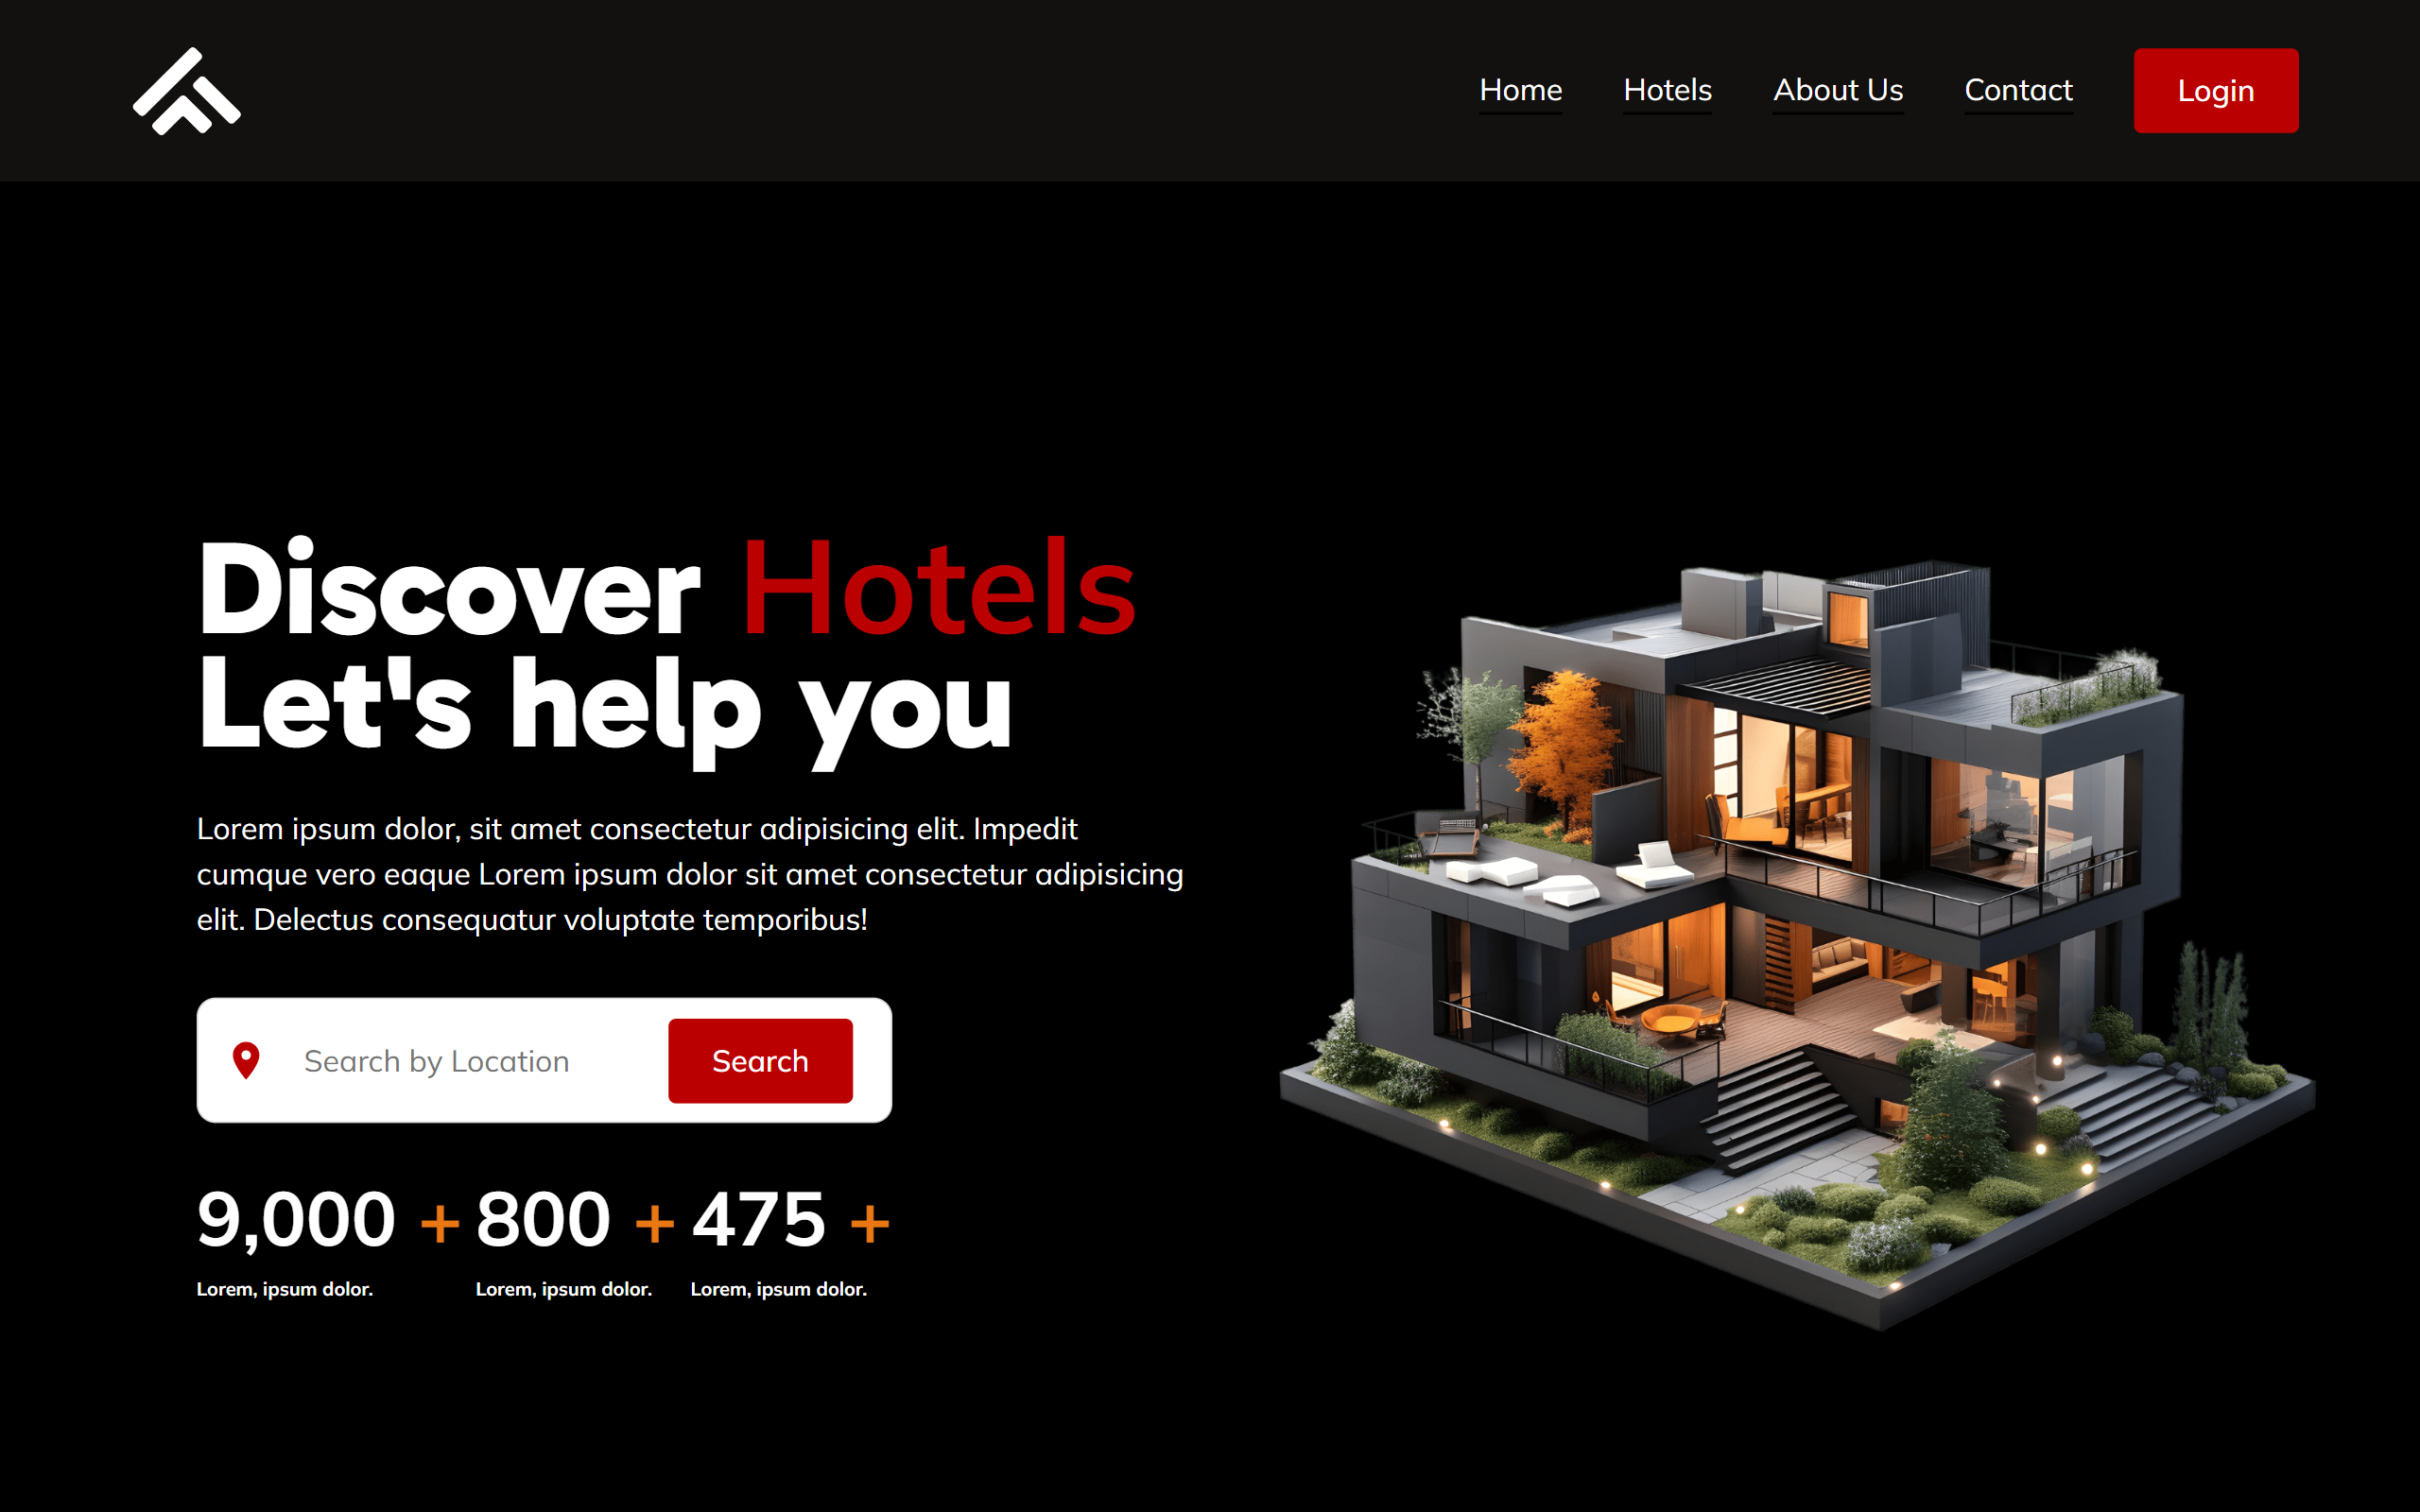 Home Hotels About Us Contact Login
Discover Hotels
Let's help you
Lorem ipsum dolor, sit amet consectetur adipisicing elit. Impedit
cumque vero eaque Lorem ipsum dolor sit amet consectetur adipisicing
elit. Delectus consequatur voluptate temporibus!
Search by Location Search
9,000 + 800 + 475 +
Lorem, ipsum dolor. Lorem, ipsum dolor. Lorem, ipsum dolor.